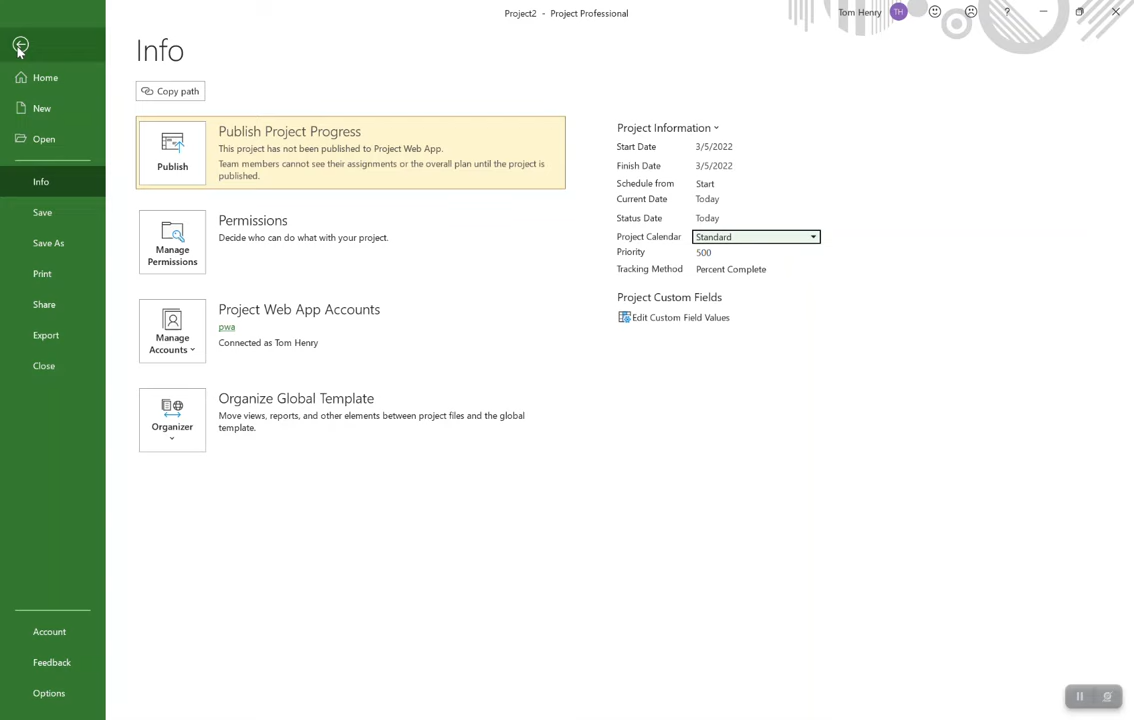 Project2 - Project Professional
Tom Henry TH
?
Home
New
Open
Info
Save
Save As
Print
Share
Export
Close
Account
Feedback
Options
Info
Copy path
Publish
Publish Project Progress
This project has not been published to Project Web App.
Team members cannot see their assignments or the overall plan until the project is
published.
Manage
Permissions
Permissions
Decide who can do what with your project.
Manage
Accounts
Project Web App Accounts
pwa
Connected as Tom Henry
Organizer
Organize Global Template
Move views, reports, and other elements between project files and the global
template.
Project Information
Start Date 3/5/2022
Finish Date 3/5/2022
Schedule from Start
Current Date Today
Status Date Today
Project Calendar Standard
Priority 500
Tracking Method Percent Complete
Project Custom Fields
Edit Custom Field Values